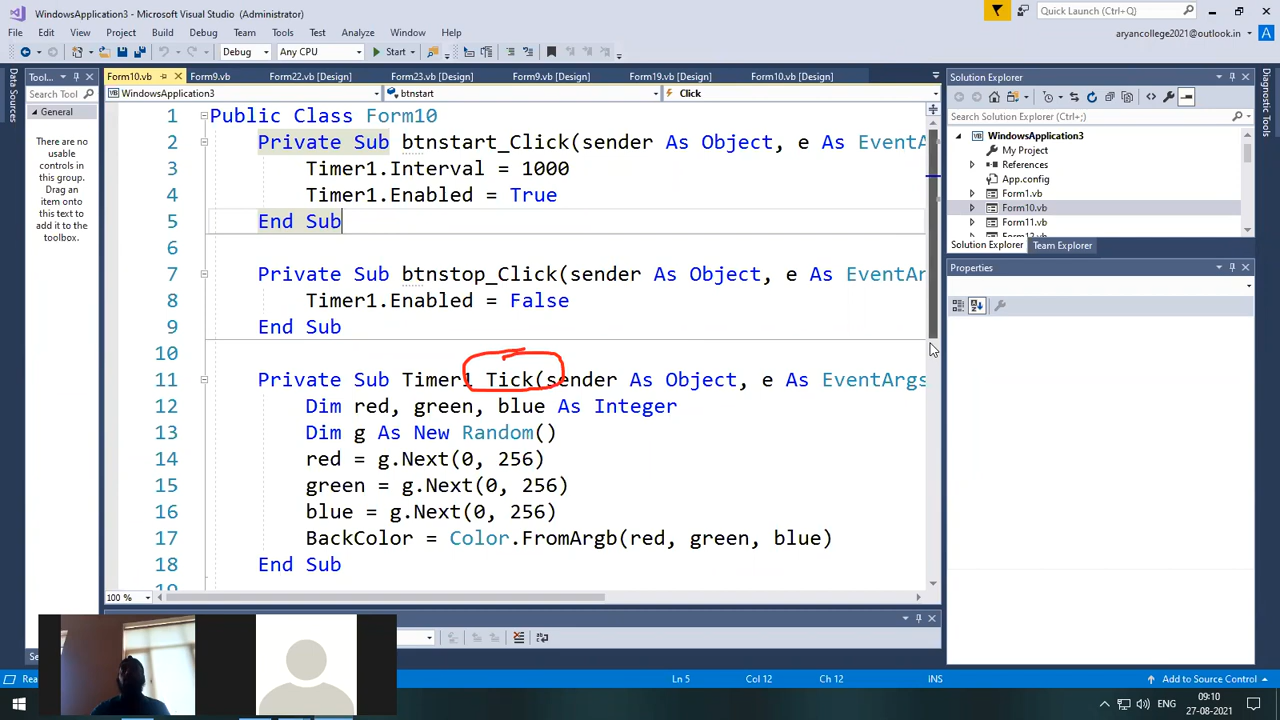 WindowsApplication3 - Microsoft Visual Studio (Administrator)
Quick Launch (Ctrl+Q)
File Edit View Project Build Debug Team Tools Test Analyze Window Help
aryancollege2021@outlook.in A
Debug Any CPU Start
Data Sources
Tool...
Search Tool
General
There are no usable controls in this group. Drag an item onto this text to add it to the toolbox.
Form10.vb Form9.vb Form22.vb [Design] Form23.vb [Design] Form9.vb [Design] Form19.vb [Design] Form10.vb [Design]
WindowsApplication3 btnstart Click
1 Public Class Form10
2 Private Sub btnstart_Click(sender As Object, e As EventA
3 Timer1.Interval = 1000
4 Timer1.Enabled = True
5 End Sub
6
7 Private Sub btnstop_Click(sender As Object, e As EventAr
8 Timer1.Enabled = False
9 End Sub
10
11 Private Sub Timer1_Tick(sender As Object, e As EventArgs
12 Dim red, green, blue As Integer
13 Dim g As New Random()
14 red = g.Next(0, 256)
15 green = g.Next(0, 256)
16 blue = g.Next(0, 256)
17 BackColor = Color.FromArgb(red, green, blue)
18 End Sub
100 %
Solution Explorer
Search Solution Explorer (Ctrl+;)
WindowsApplication3
My Project
References
App.config
Form1.vb
Form10.vb
Form11.vb
Solution Explorer Team Explorer
Properties
Diagnostic Tools
Ln 5 Col 12 Ch 12 INS Add to Source Control
ENG
09:10
27-08-2021